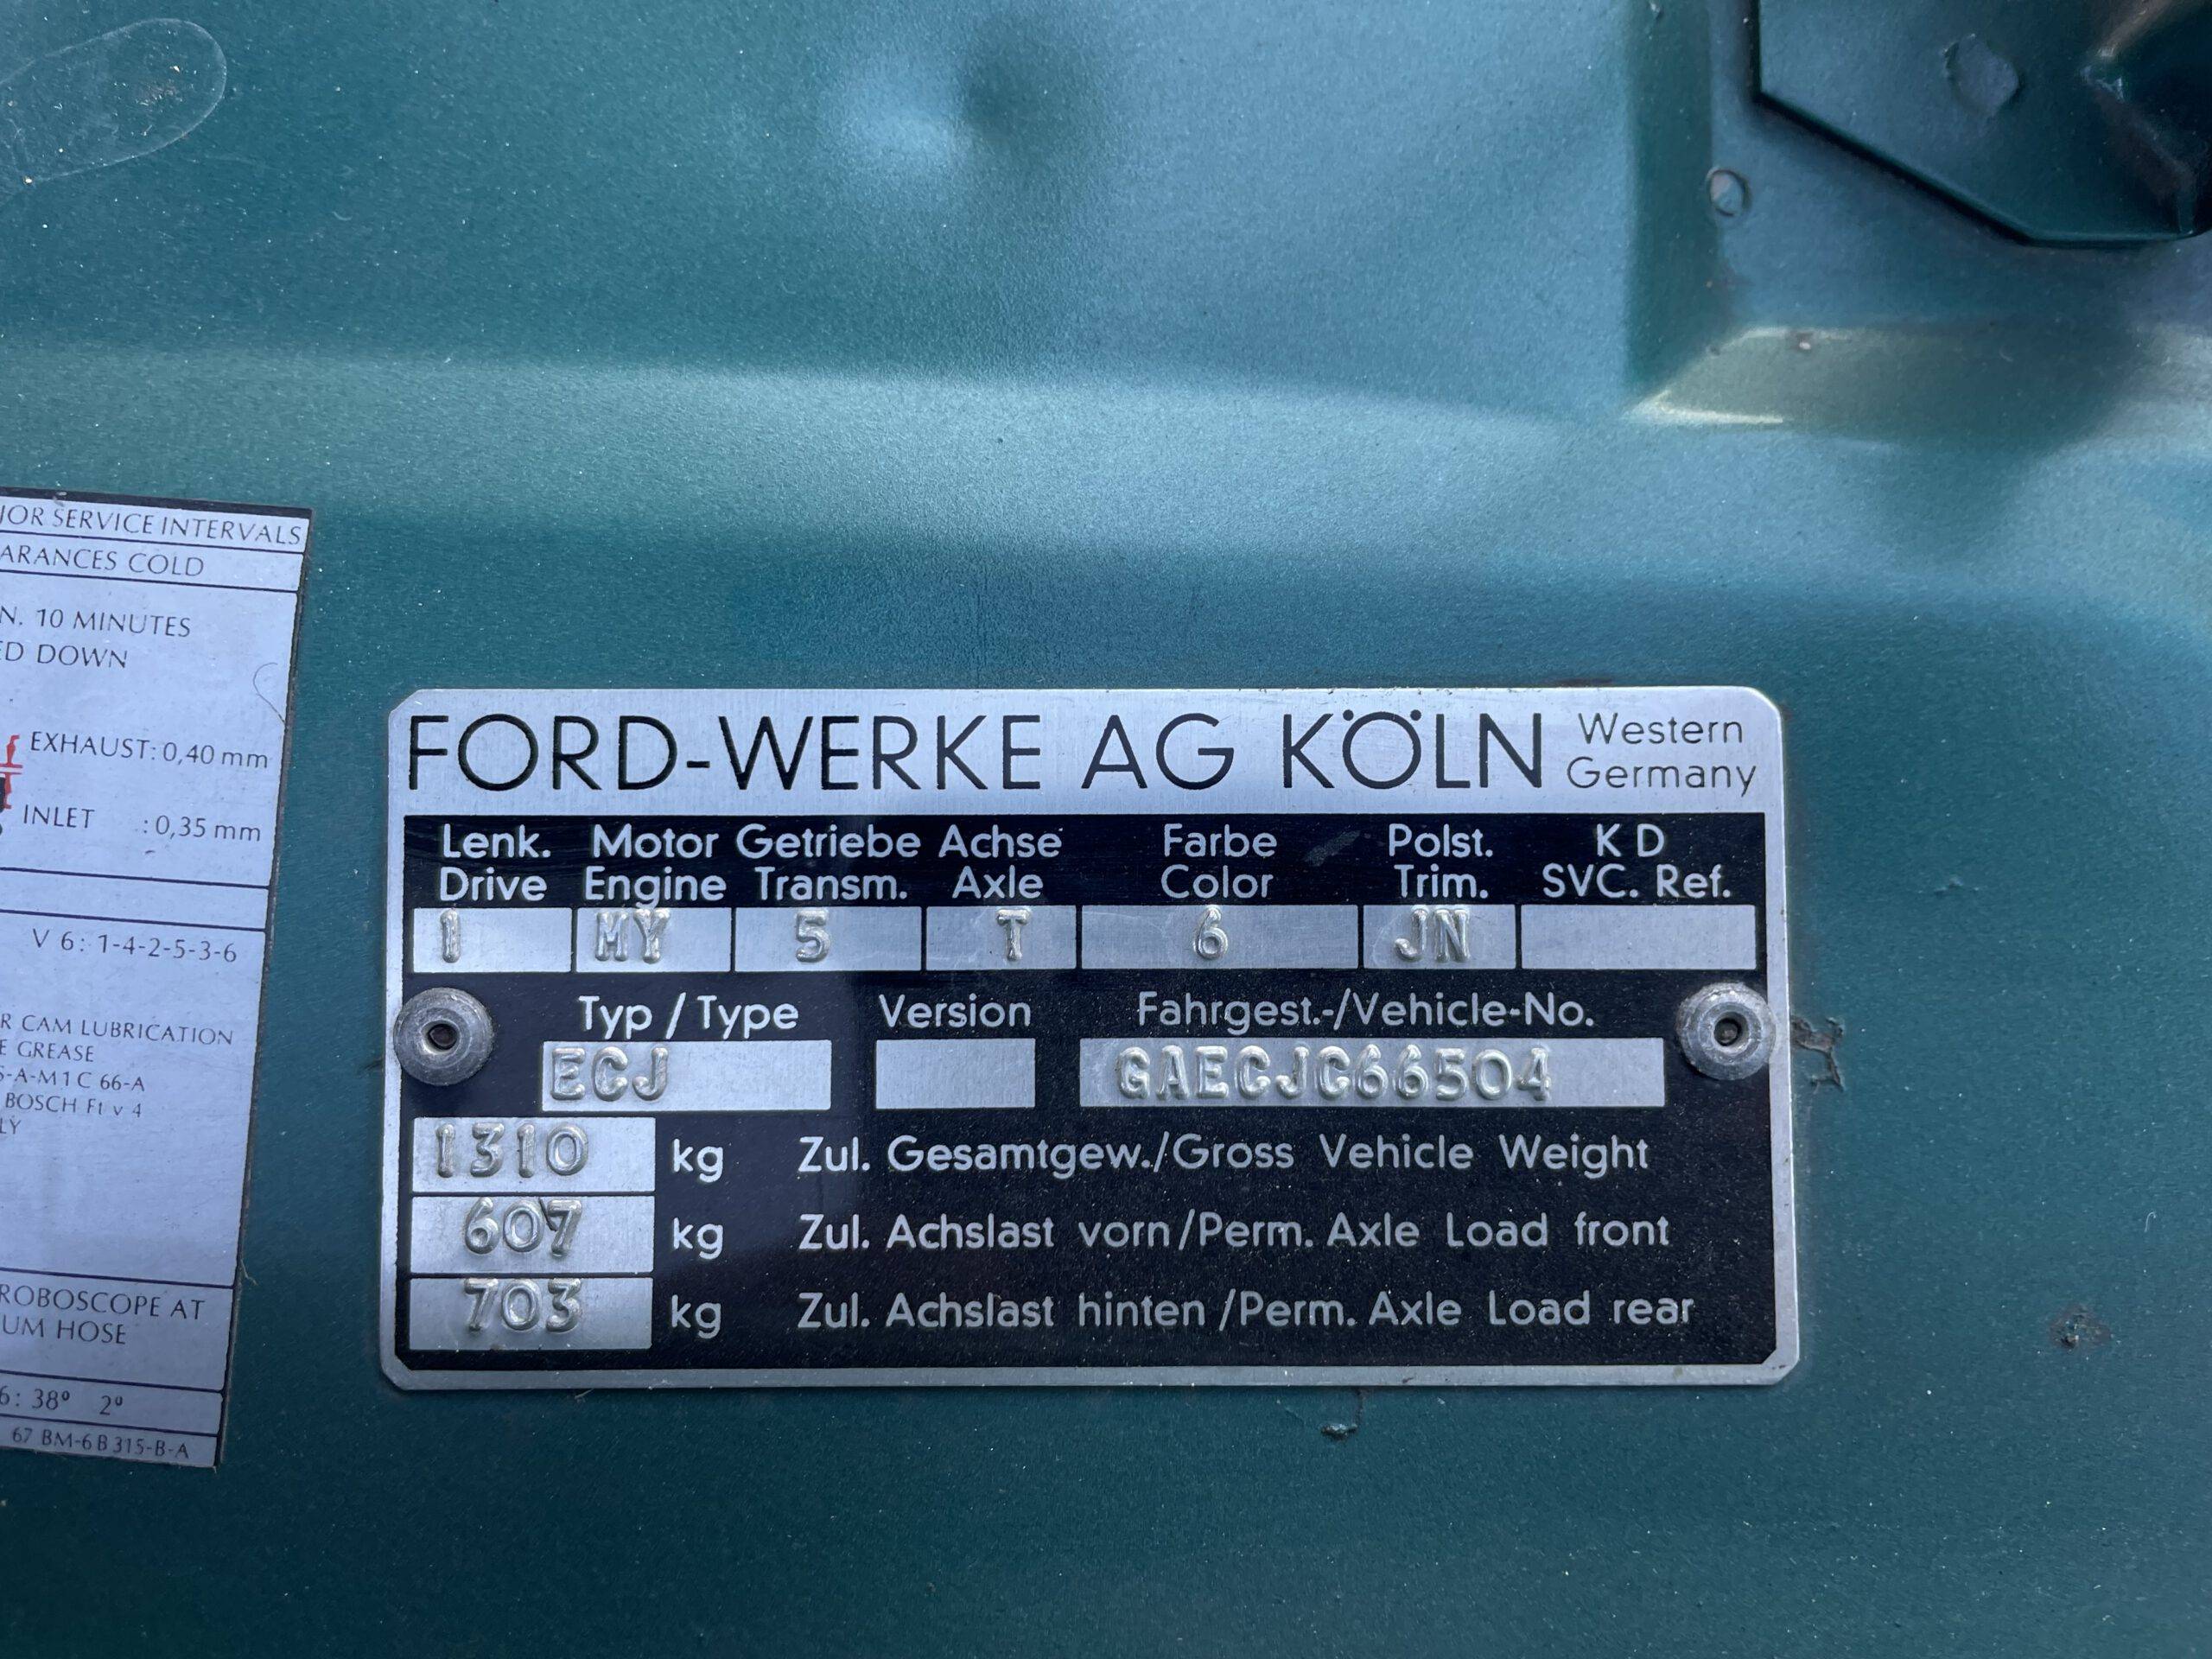 JOR SERVICE INTERVALS
ARANCES COLD
N. 10 MINUTES
ED DOWN
EXHAUST: 0,40 mm
INLET : 0,35 mm
V 6: 1-4-2-5-3-6
R CAM LUBRICATION
E GREASE
S-A-M1C 66-A
BOSCH Ft v 4
LY
ROBOSCOPE AT
UM HOSE
6: 38° 2°
67 BM-6B315-B-A
FORD-WERKE AG KÖLN Western Germany
Lenk. Motor Getriebe Achse Farbe Polst. K D
Drive Engine Transm. Axle Color Trim. SVC. Ref.
1 MY 5 T 6 JN
Typ / Type Version Fahrgest.-/Vehicle-No.
ECJ GAECJC66504
1310 kg Zul. Gesamtgew./Gross Vehicle Weight
607 kg Zul. Achslast vorn/Perm. Axle Load front
703 kg Zul. Achslast hinten/Perm. Axle Load rear